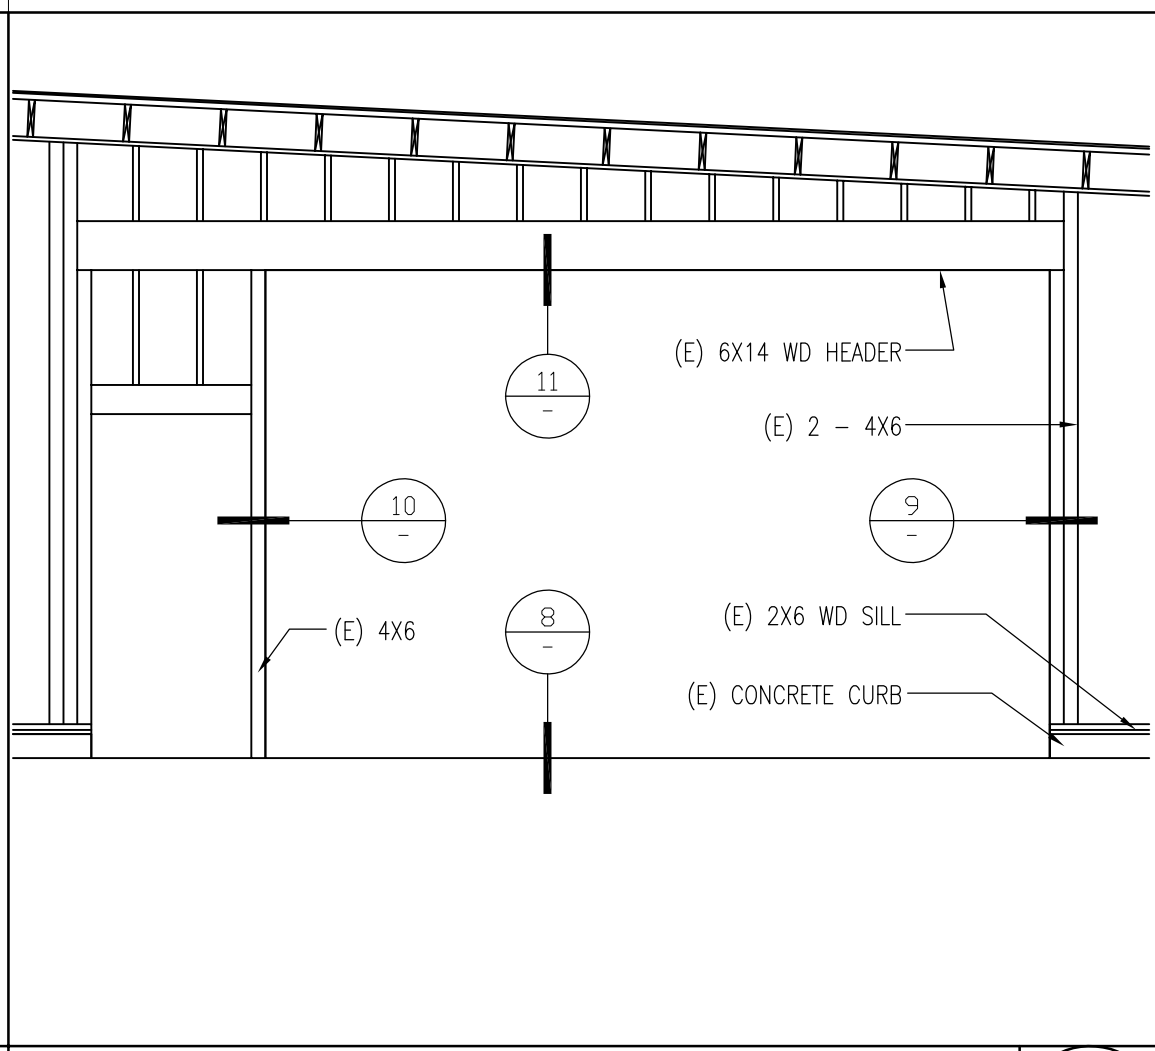 (E) 6X14 WD HEADER
11
-
(E) 2 - 4X6
10
-
9
-
8
-
(E) 2X6 WD SILL
(E) 4X6
(E) CONCRETE CURB